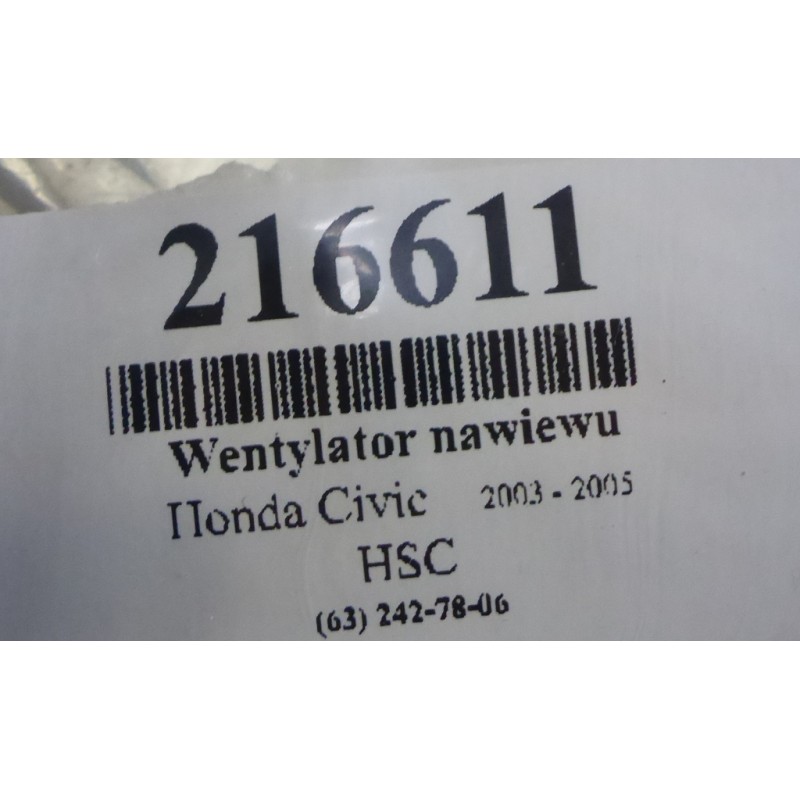 216611
Wentylator nawiewu
Honda Civic 2003 - 2005
HSC
(63) 242-78-06